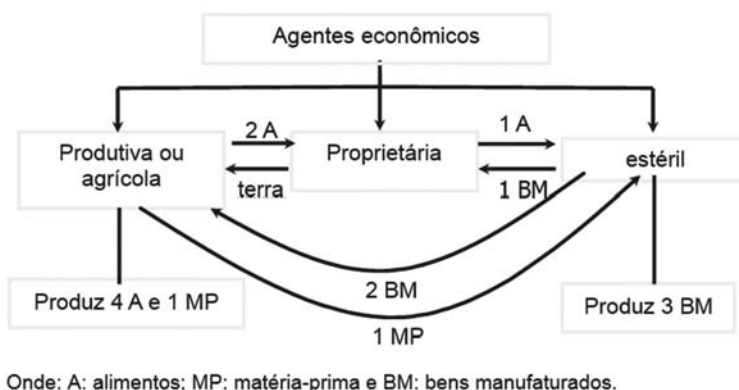 Agentes econômicos
2 A
1 A
Produtiva ou
agrícola
Proprietária
estéril
terra
1 BM
2 BM
Produz 4 A e 1 MP
Produz 3 BM
1 MP
Onde: A: alimentos; MP: matéria-prima e BM: bens manufaturados.